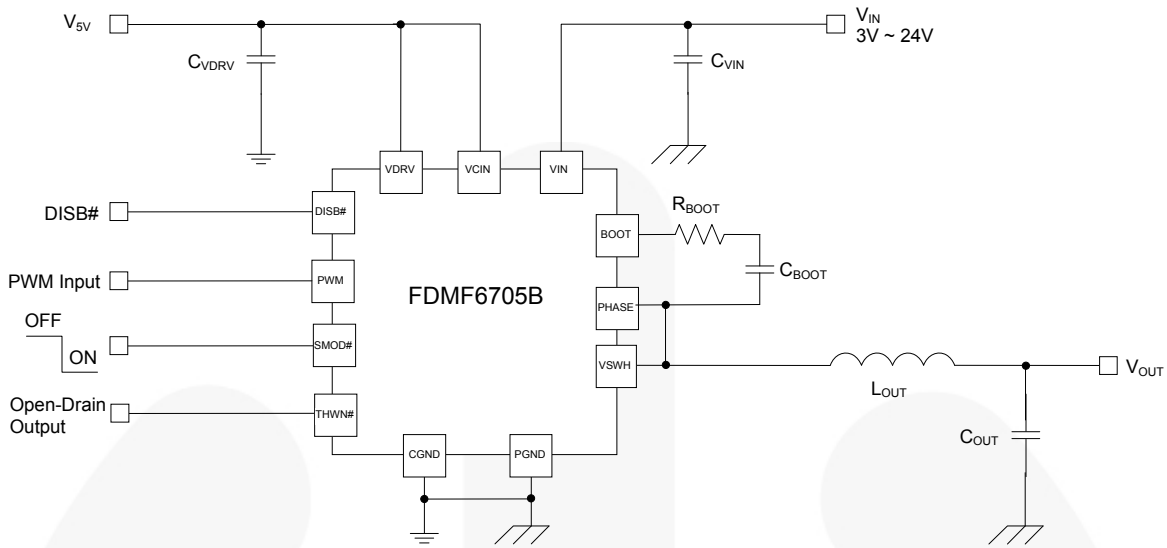 V5V
CVDRV
CVIN
VIN
3V ~ 24V
VDRV
VCIN
VIN
DISB#
DISB#
BOOT
RBOOT
CBOOT
PWM Input
PWM
FDMF6705B
PHASE
OFF
ON
SMOD#
VSWH
LOUT
VOUT
Open-Drain
Output
THWN#
COUT
CGND
PGND